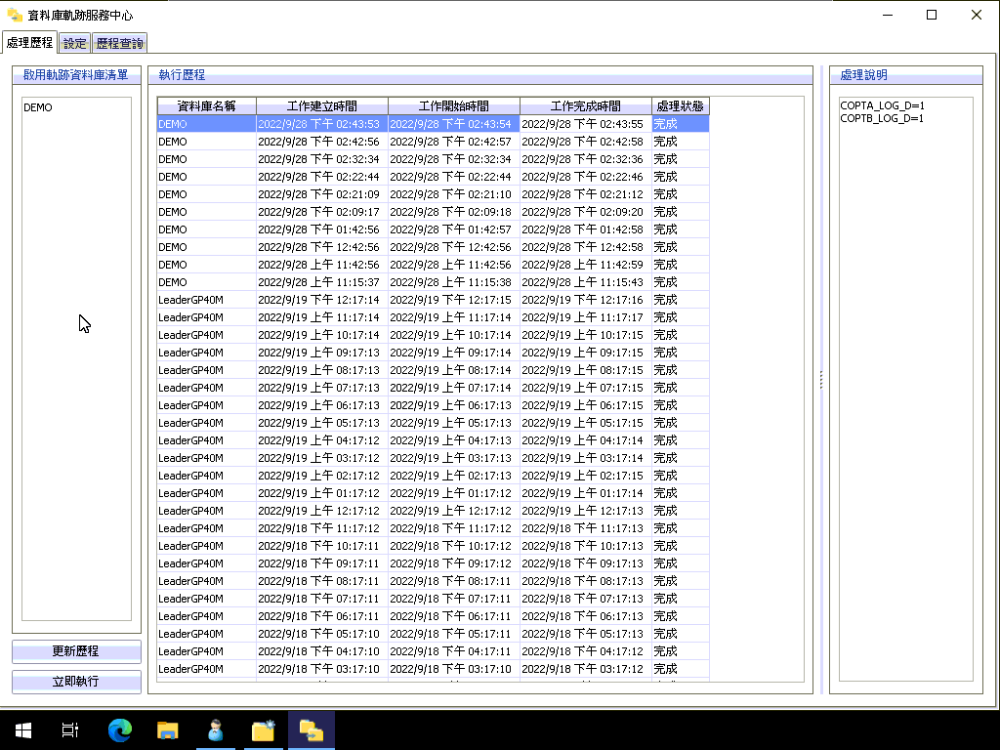 資料庫軌跡服務中心
處理歷程 設定 歷程查詢
啟用軌跡資料庫清單
DEMO
更新歷程
立即執行
執行歷程
資料庫名稱 工作建立時間 工作開始時間 工作完成時間 處理狀態
DEMO 2022/9/28 下午 02:43:53 2022/9/28 下午 02:43:54 2022/9/28 下午 02:43:55 完成
DEMO 2022/9/28 下午 02:42:56 2022/9/28 下午 02:42:57 2022/9/28 下午 02:42:58 完成
DEMO 2022/9/28 下午 02:32:34 2022/9/28 下午 02:32:34 2022/9/28 下午 02:32:36 完成
DEMO 2022/9/28 下午 02:22:44 2022/9/28 下午 02:22:44 2022/9/28 下午 02:22:46 完成
DEMO 2022/9/28 下午 02:21:09 2022/9/28 下午 02:21:10 2022/9/28 下午 02:21:12 完成
DEMO 2022/9/28 下午 02:09:17 2022/9/28 下午 02:09:18 2022/9/28 下午 02:09:20 完成
DEMO 2022/9/28 下午 01:42:56 2022/9/28 下午 01:42:57 2022/9/28 下午 01:42:58 完成
DEMO 2022/9/28 下午 12:42:56 2022/9/28 下午 12:42:56 2022/9/28 下午 12:42:58 完成
DEMO 2022/9/28 上午 11:42:56 2022/9/28 上午 11:42:56 2022/9/28 上午 11:42:59 完成
DEMO 2022/9/28 上午 11:15:37 2022/9/28 上午 11:15:38 2022/9/28 上午 11:15:43 完成
LeaderGP40M 2022/9/19 下午 12:17:14 2022/9/19 下午 12:17:15 2022/9/19 下午 12:17:16 完成
LeaderGP40M 2022/9/19 上午 11:17:14 2022/9/19 上午 11:17:14 2022/9/19 上午 11:17:17 完成
LeaderGP40M 2022/9/19 上午 10:17:14 2022/9/19 上午 10:17:14 2022/9/19 上午 10:17:15 完成
LeaderGP40M 2022/9/19 上午 09:17:13 2022/9/19 上午 09:17:14 2022/9/19 上午 09:17:15 完成
LeaderGP40M 2022/9/19 上午 08:17:13 2022/9/19 上午 08:17:14 2022/9/19 上午 08:17:15 完成
LeaderGP40M 2022/9/19 上午 07:17:13 2022/9/19 上午 07:17:14 2022/9/19 上午 07:17:15 完成
LeaderGP40M 2022/9/19 上午 06:17:13 2022/9/19 上午 06:17:13 2022/9/19 上午 06:17:15 完成
LeaderGP40M 2022/9/19 上午 05:17:13 2022/9/19 上午 05:17:13 2022/9/19 上午 05:17:15 完成
LeaderGP40M 2022/9/19 上午 04:17:12 2022/9/19 上午 04:17:13 2022/9/19 上午 04:17:14 完成
LeaderGP40M 2022/9/19 上午 03:17:12 2022/9/19 上午 03:17:13 2022/9/19 上午 03:17:14 完成
LeaderGP40M 2022/9/19 上午 02:17:12 2022/9/19 上午 02:17:13 2022/9/19 上午 02:17:15 完成
LeaderGP40M 2022/9/19 上午 01:17:12 2022/9/19 上午 01:17:12 2022/9/19 上午 01:17:14 完成
LeaderGP40M 2022/9/19 上午 12:17:12 2022/9/19 上午 12:17:12 2022/9/19 上午 12:17:13 完成
LeaderGP40M 2022/9/18 下午 11:17:12 2022/9/18 下午 11:17:12 2022/9/18 下午 11:17:13 完成
LeaderGP40M 2022/9/18 下午 10:17:11 2022/9/18 下午 10:17:12 2022/9/18 下午 10:17:13 完成
LeaderGP40M 2022/9/18 下午 09:17:11 2022/9/18 下午 09:17:12 2022/9/18 下午 09:17:13 完成
LeaderGP40M 2022/9/18 下午 08:17:11 2022/9/18 下午 08:17:11 2022/9/18 下午 08:17:13 完成
LeaderGP40M 2022/9/18 下午 07:17:11 2022/9/18 下午 07:17:11 2022/9/18 下午 07:17:13 完成
LeaderGP40M 2022/9/18 下午 06:17:11 2022/9/18 下午 06:17:11 2022/9/18 下午 06:17:13 完成
LeaderGP40M 2022/9/18 下午 05:17:10 2022/9/18 下午 05:17:11 2022/9/18 下午 05:17:13 完成
LeaderGP40M 2022/9/18 下午 04:17:10 2022/9/18 下午 04:17:11 2022/9/18 下午 04:17:12 完成
LeaderGP40M 2022/9/18 下午 03:17:10 2022/9/18 下午 03:17:10 2022/9/18 下午 03:17:12 完成
處理說明
COPTA_LOG_D=1
COPTB_LOG_D=1